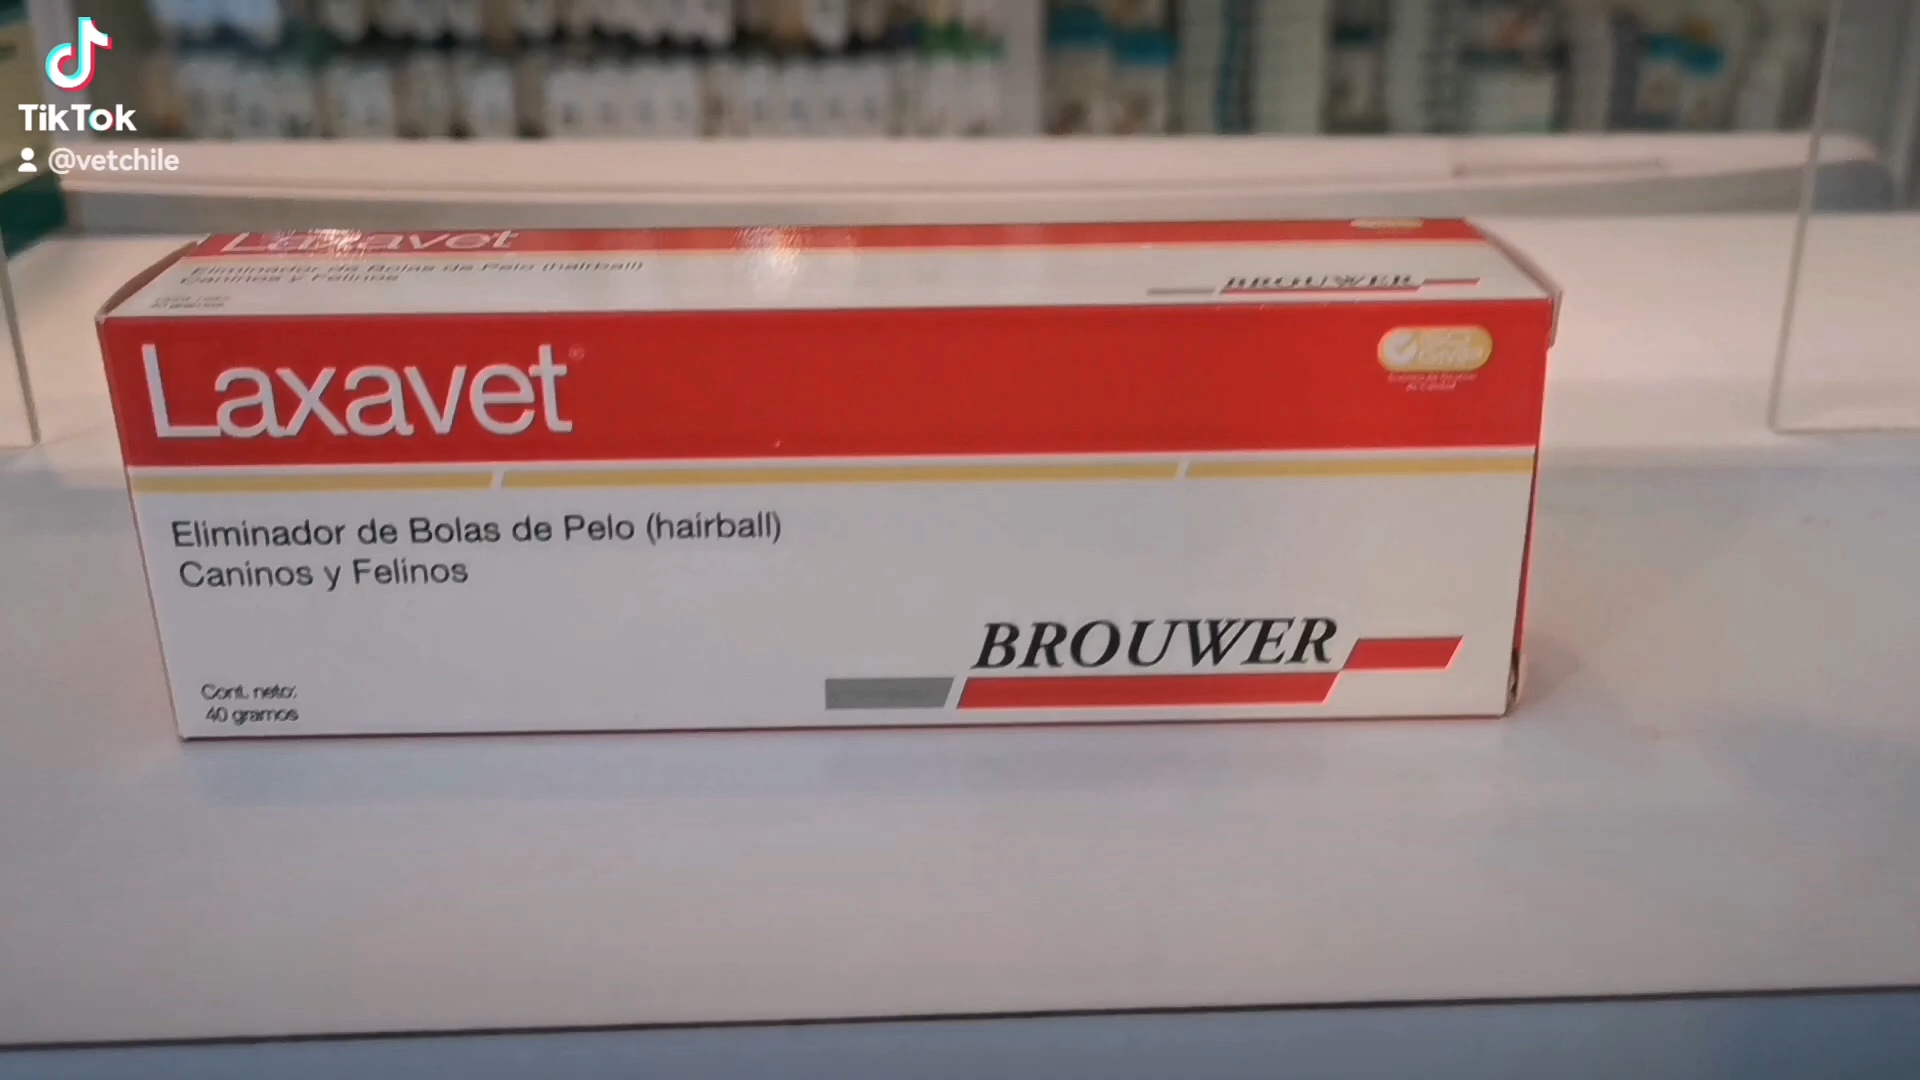 TikTok
@vetchile
Laxavet
Eliminador de Bolas de Pelo (hairball)
Caninos y Felinos
BROUWER
Laxavet®
Eliminador de Bolas de Pelo (hairball)
Caninos y Felinos
BROUWER
Cont. neto:
40 gramos